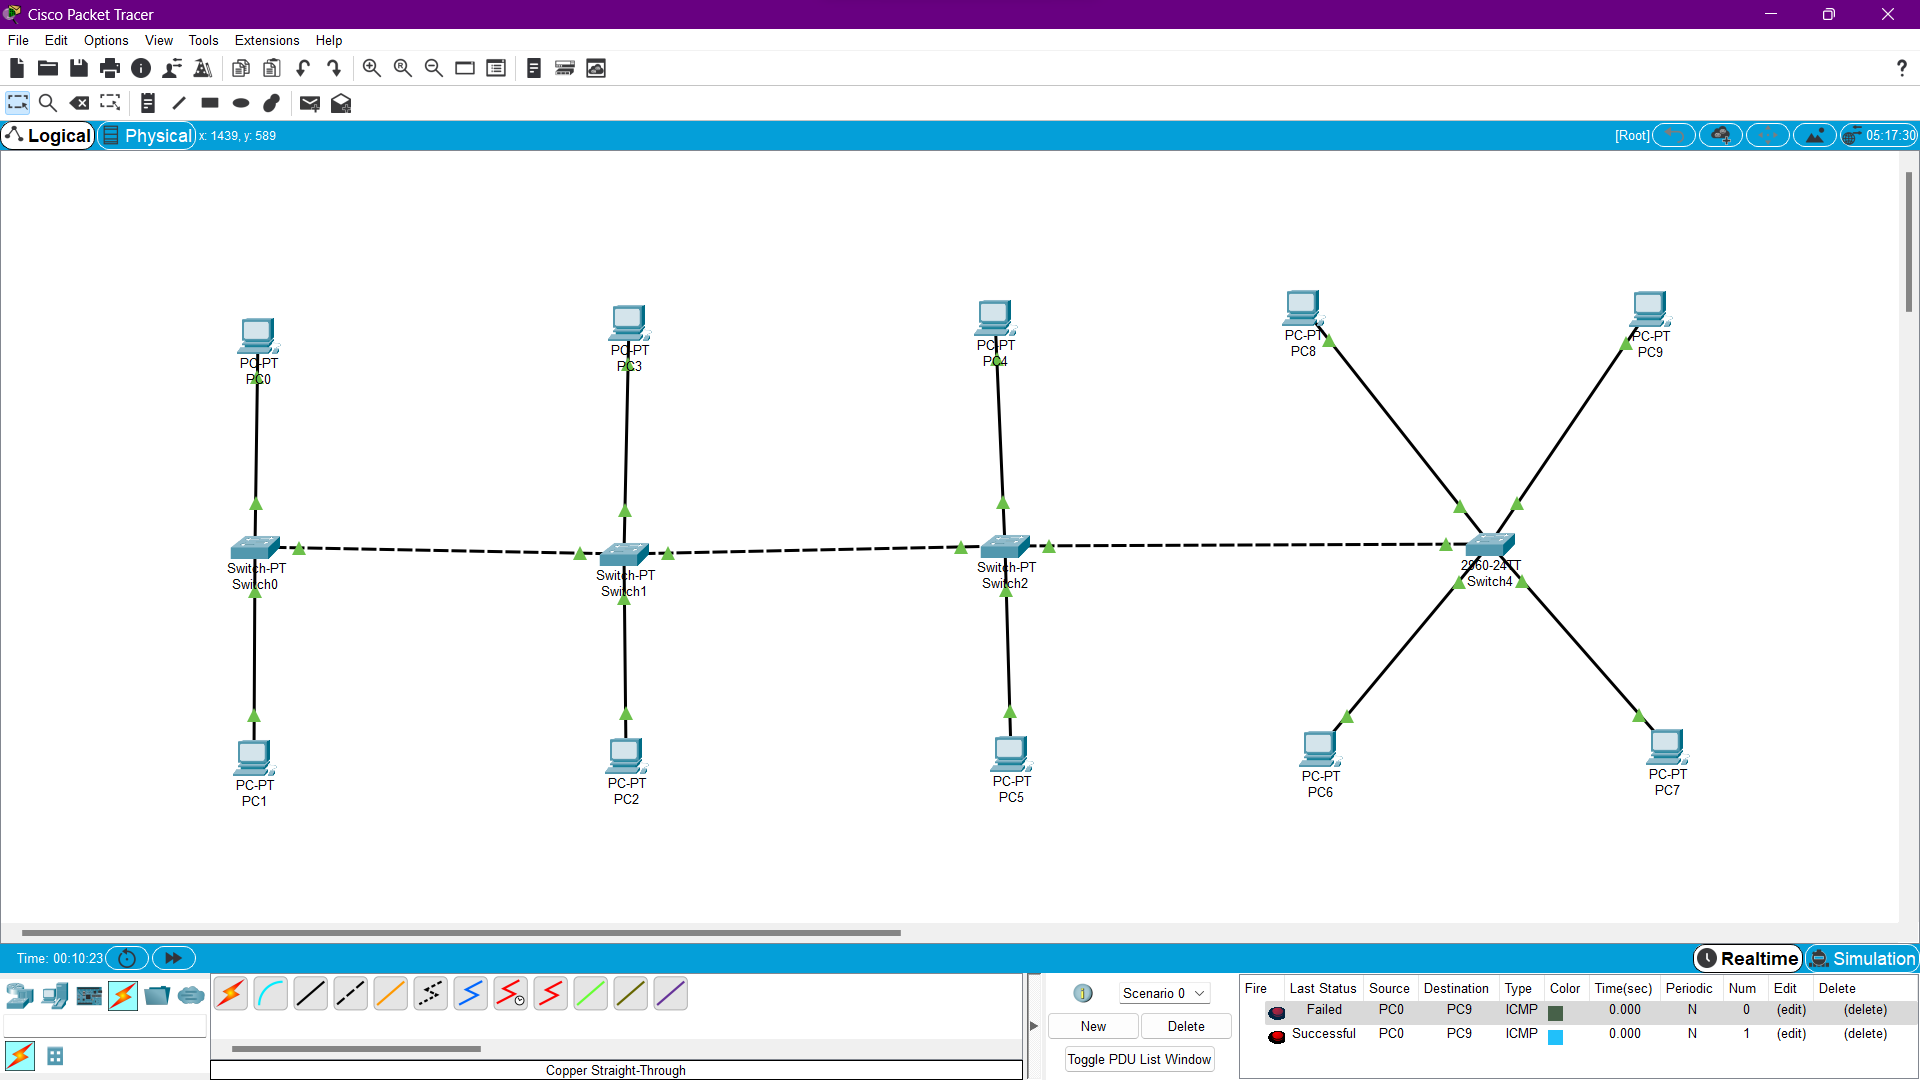 Cisco Packet Tracer
File Edit Options View Tools Extensions Help
?
Logical Physical x: 1439, y: 589 [Root] 05:17:30
PC-PT
PC0
PC-PT
PC3
PC-PT
PC4
PC-PT
PC8
PC-PT
PC9
Switch-PT
Switch0
Switch-PT
Switch1
Switch-PT
Switch2
2960-24TT
Switch4
PC-PT
PC1
PC-PT
PC2
PC-PT
PC5
PC-PT
PC6
PC-PT
PC7
Time: 00:10:23 Realtime Simulation
Scenario 0
New Delete
Toggle PDU List Window
Fire Last Status Source Destination Type Color Time(sec) Periodic Num Edit Delete
Failed PC0 PC9 ICMP 0.000 N 0 (edit) (delete)
Successful PC0 PC9 ICMP 0.000 N 1 (edit) (delete)
Copper Straight-Through